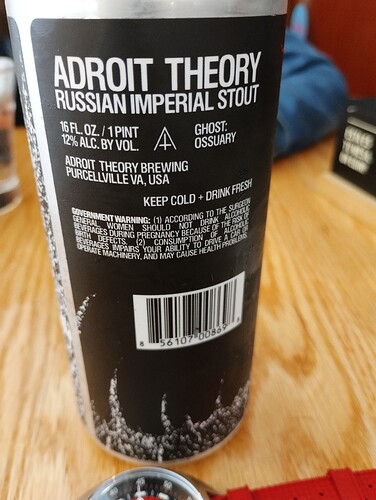 ADROIT THEORY
RUSSIAN IMPERIAL STOUT
16 FL. OZ. / 1 PINT
12% ALC. BY VOL.
GHOST:
OSSUARY
ADROIT THEORY BREWING
PURCELLVILLE VA, USA
KEEP COLD + DRINK FRESH
GOVERNMENT WARNING: (1) ACCORDING TO THE SURGEON
GENERAL WOMEN SHOULD NOT DRINK ALCOHOLIC
BEVERAGES DURING PREGNANCY BECAUSE OF THE RISK OF
BIRTH DEFECTS. (2) CONSUMPTION OF ALCOHOLIC
BEVERAGES IMPAIRS YOUR ABILITY TO DRIVE A CAR OR
OPERATE MACHINERY, AND MAY CAUSE HEALTH PROBLEMS.
8 56107 00865